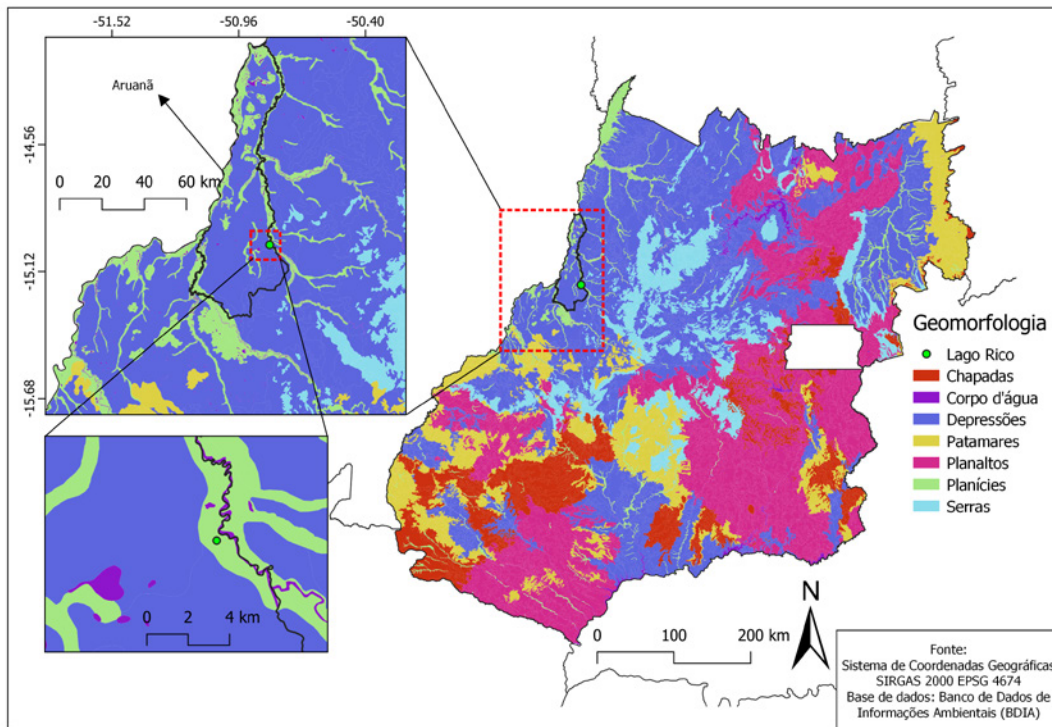 -51.52 -50.96 -50.40
Aruanã
-14.56
0 20 40 60 km
-15.12
-15.68
0 2 4 km
Geomorfologia
Lago Rico
Chapadas
Corpo d'água
Depressões
Patamares
Planaltos
Planícies
Serras
N
0 100 200 km
Fonte:
Sistema de Coordenadas Geográficas
SIRGAS 2000 EPSG 4674
Base de dados: Banco de Dados de
Informações Ambientais (BDIA)